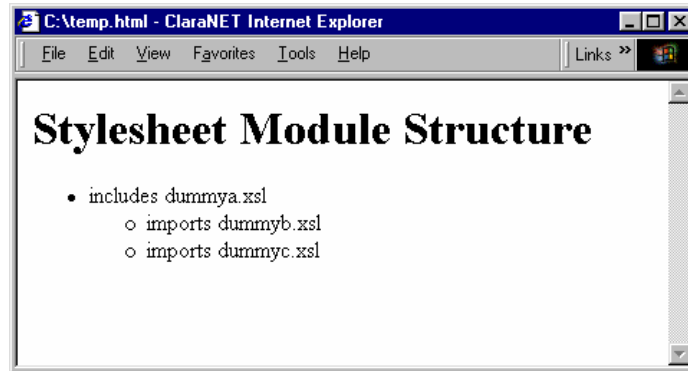 C:\temp.html - ClaraNET Internet Explorer
File Edit View Favorites Tools Help Links »
Stylesheet Module Structure
• includes dummya.xsl
o imports dummyb.xsl
o imports dummyc.xsl